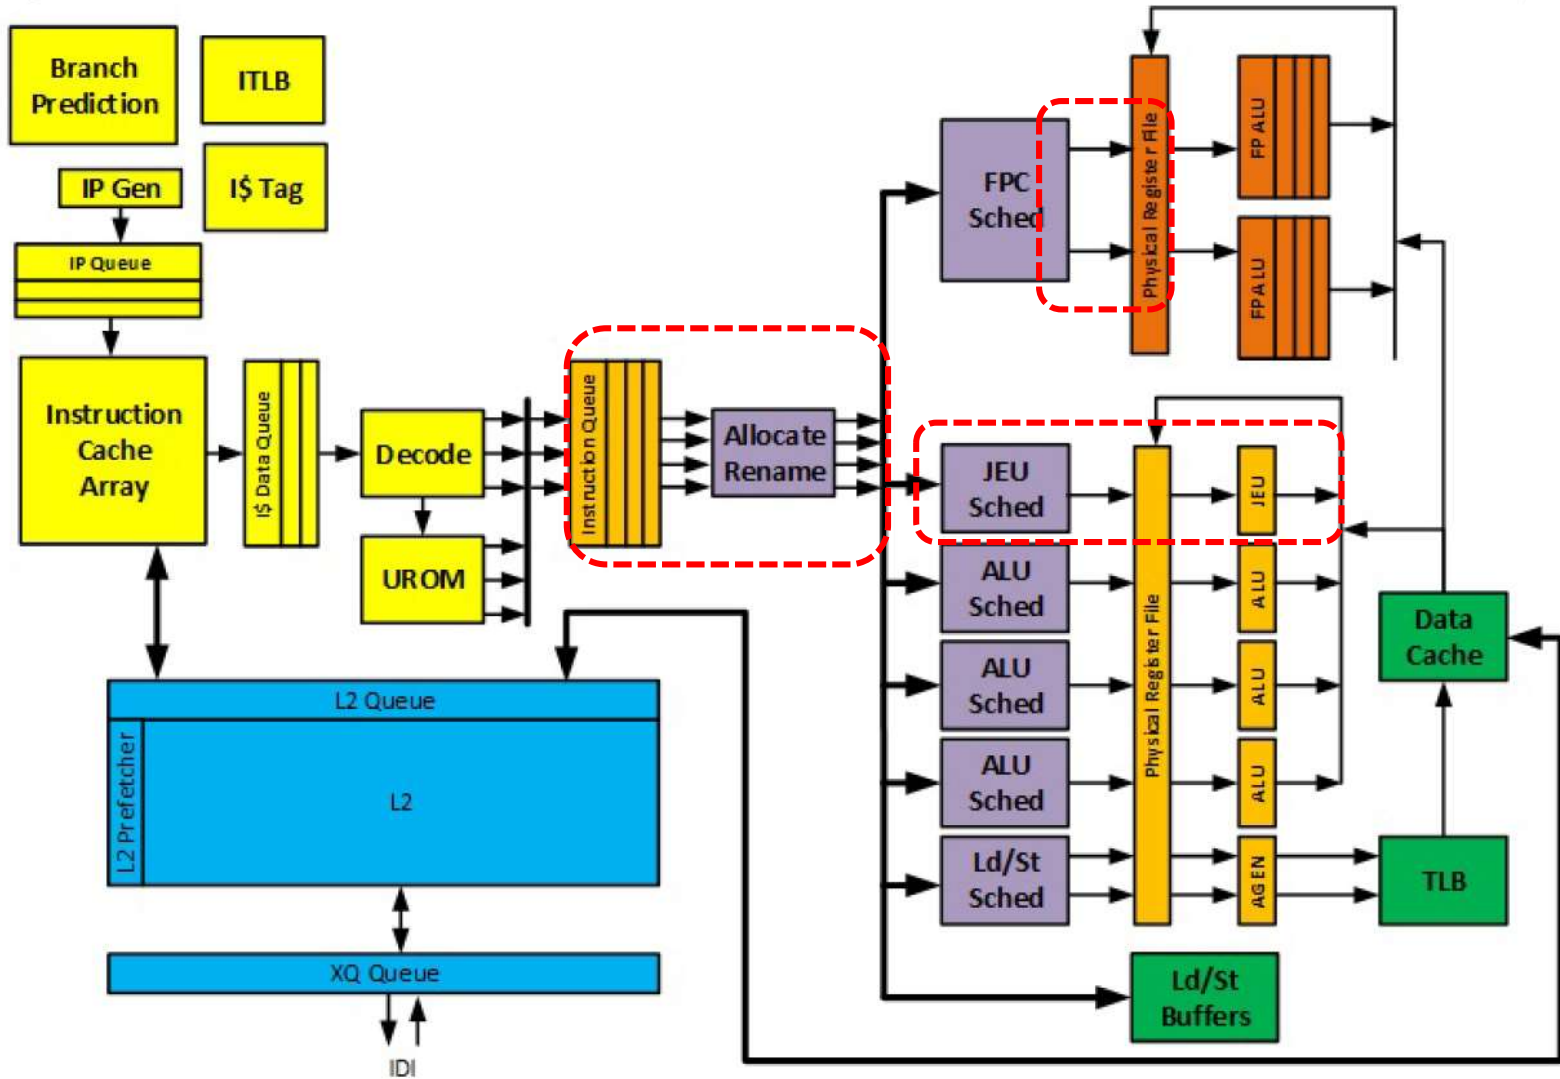 Branch
Prediction
ITLB
IP Gen
I$ Tag
IP Queue
Instruction
Cache
Array
I$ Data Queue
Decode
UROM
Instruction Queue
Allocate
Rename
L2 Queue
L2 Prefetcher
L2
XQ Queue
IDI
FPC
Sched
Physical Register File
FP ALU
FP ALU
JEU
Sched
ALU
Sched
ALU
Sched
ALU
Sched
Ld/St
Sched
Physical Register File
JEU
ALU
ALU
ALU
AGEN
Data
Cache
TLB
Ld/St
Buffers